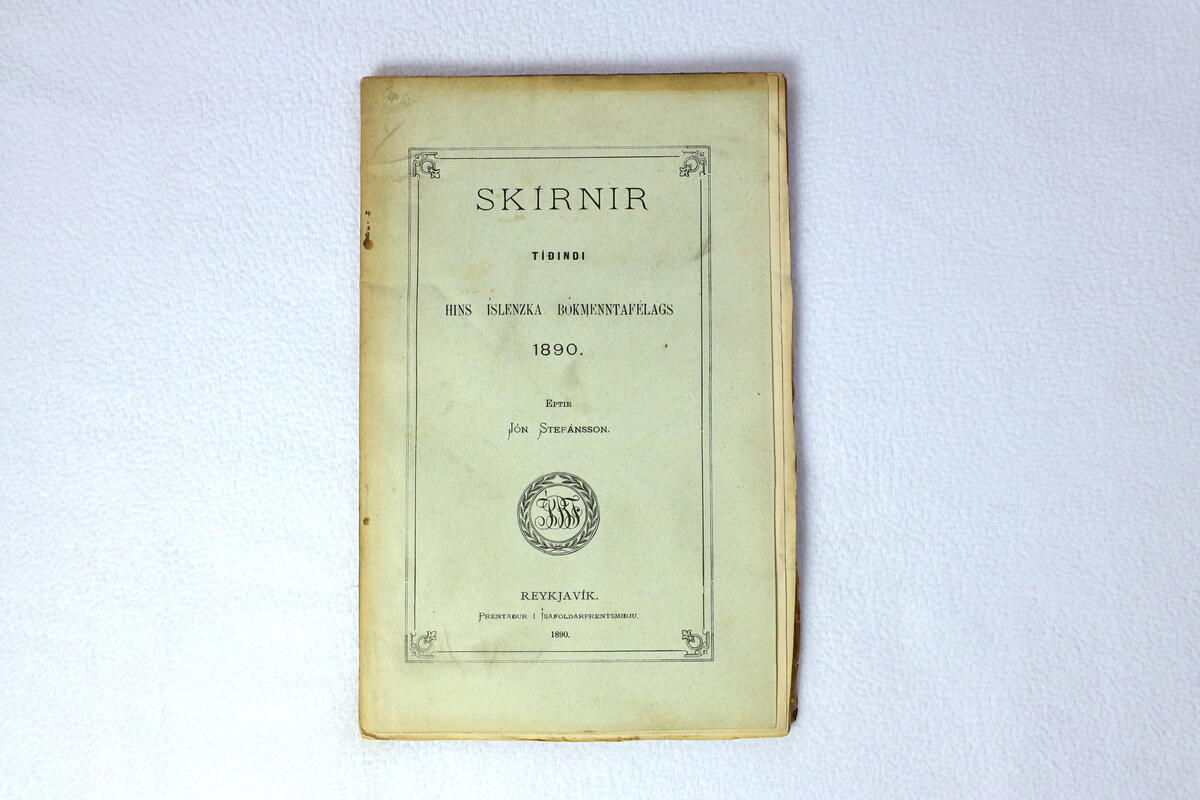 SKÍRNIR
TÍÐINDI
HINS ÍSLENZKA BÓKMENNTAFÉLAGS
1890.
EPTIR
JÓN STEFÁNSSON.
REYKJAVÍK.
PRENTAÐUR Í ÍSAFOLDARPRENTSMIÐJU.
1890.